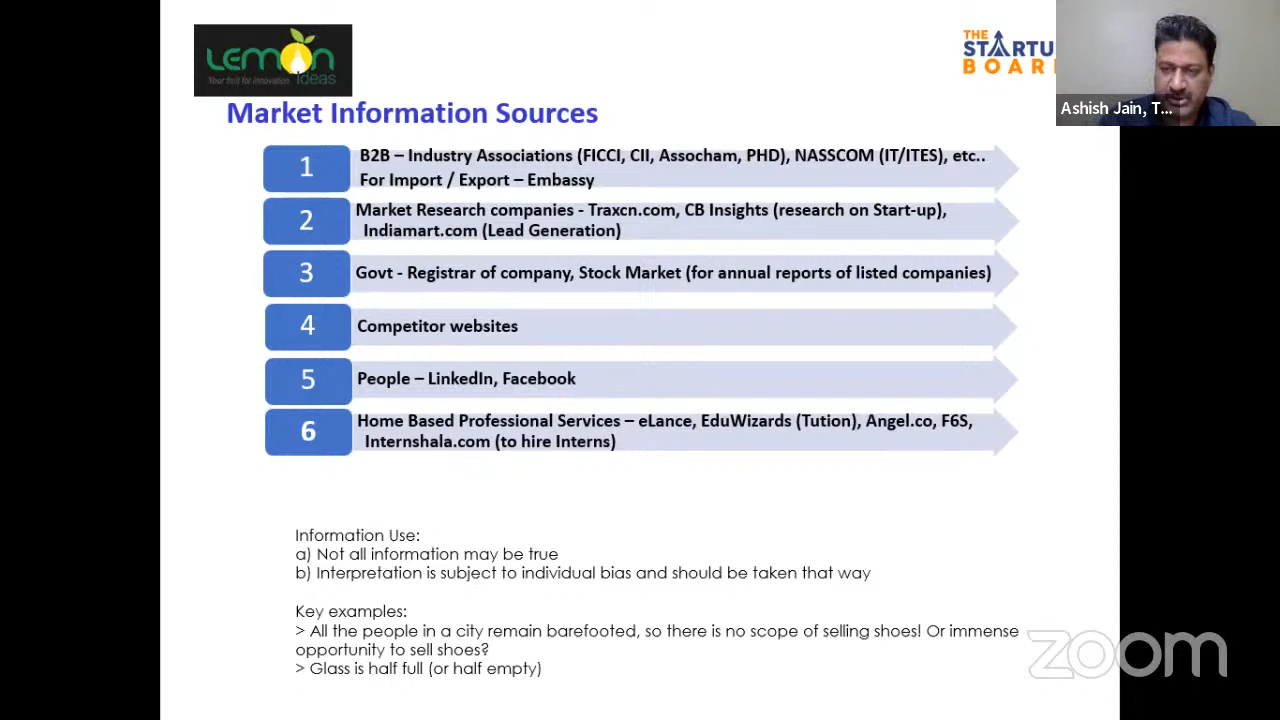 LEMON
Your fruit for innovation ideas
THE
STARTU
BOAR
Ashish Jain, T...
Market Information Sources
1
B2B – Industry Associations (FICCI, CII, Assocham, PHD), NASSCOM (IT/ITES), etc..
For Import / Export – Embassy
2
Market Research companies - Traxcn.com, CB Insights (research on Start-up),
Indiamart.com (Lead Generation)
3
Govt - Registrar of company, Stock Market (for annual reports of listed companies)
4
Competitor websites
5
People – LinkedIn, Facebook
6
Home Based Professional Services – eLance, EduWizards (Tution), Angel.co, F6S,
Internshala.com (to hire Interns)
Information Use:
a) Not all information may be true
b) Interpretation is subject to individual bias and should be taken that way
Key examples:
> All the people in a city remain barefooted, so there is no scope of selling shoes! Or immense
opportunity to sell shoes?
> Glass is half full (or half empty)
zoom